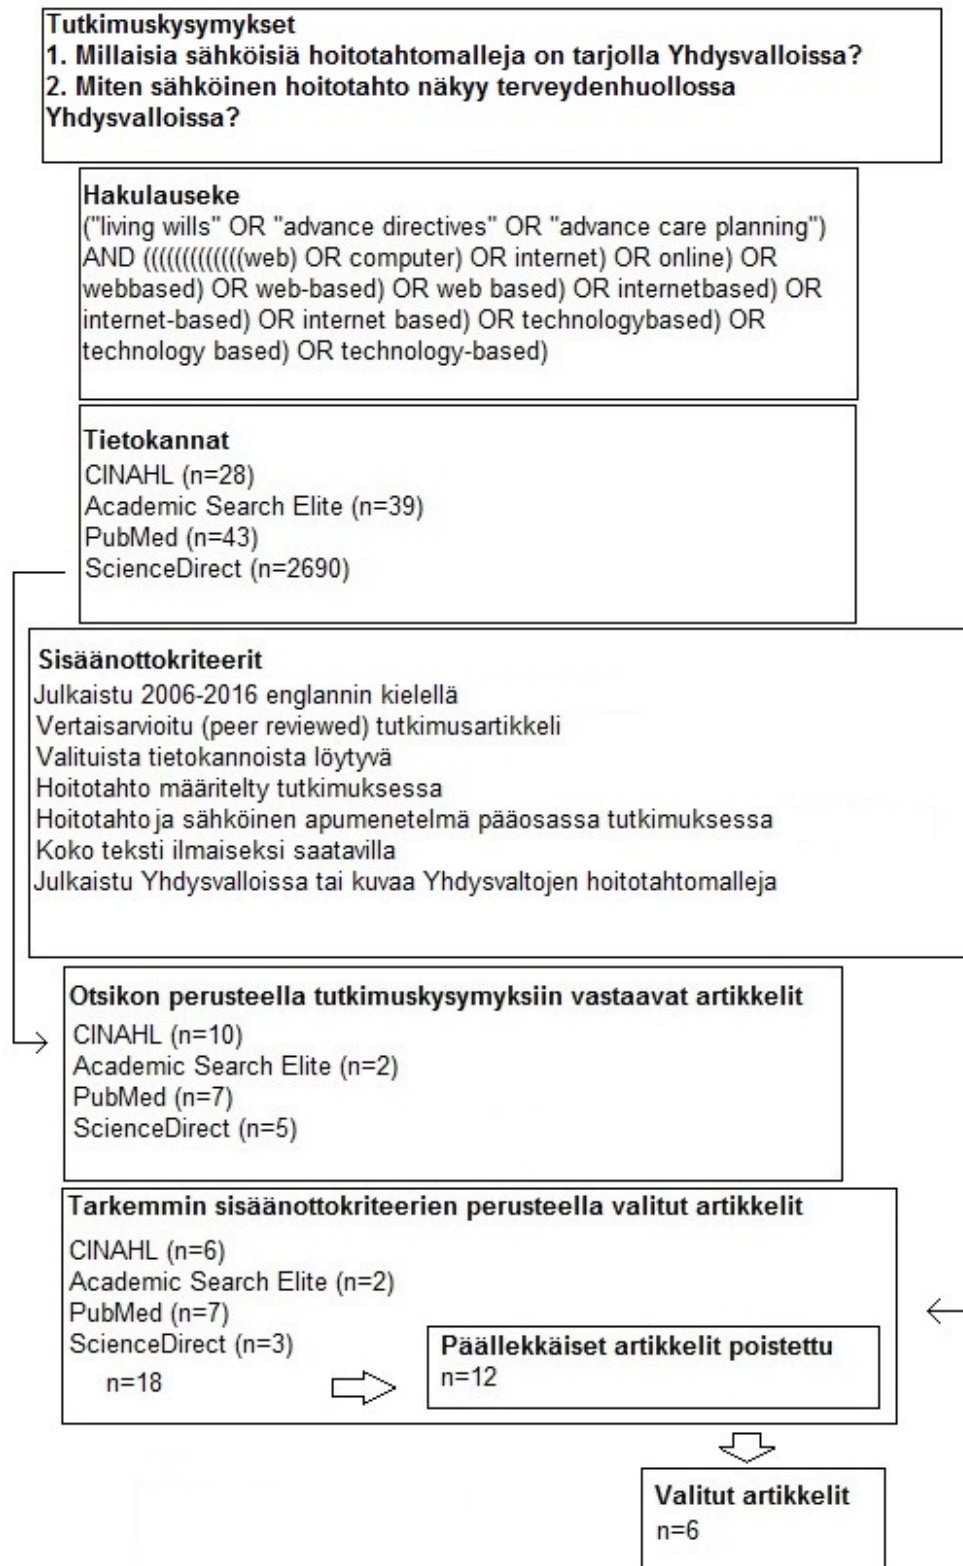 Tutkimuskysymykset
1. Millaisia sähköisiä hoitotahtomalleja on tarjolla Yhdysvalloissa?
2. Miten sähköinen hoitotahto näkyy terveydenhuollossa
Yhdysvalloissa?
Hakulauseke
("living wills" OR "advance directives" OR "advance care planning")
AND (((((((((((((web) OR computer) OR internet) OR online) OR
webbased) OR web-based) OR web based) OR internetbased) OR
internet-based) OR internet based) OR technologybased) OR
technology based) OR technology-based)
Tietokannat
CINAHL (n=28)
Academic Search Elite (n=39)
PubMed (n=43)
ScienceDirect (n=2690)
Sisäänottokriteerit
Julkaistu 2006-2016 englannin kielellä
Vertaisarvioitu (peer reviewed) tutkimusartikkeli
Valituista tietokannoista löytyvä
Hoitotahto määritelty tutkimuksessa
Hoitotahto ja sähköinen apumenetelmä pääosassa tutkimuksessa
Koko teksti ilmaiseksi saatavilla
Julkaistu Yhdysvalloissa tai kuvaa Yhdysvaltojen hoitotahtomalleja
Otsikon perusteella tutkimuskysymyksiin vastaavat artikkelit
CINAHL (n=10)
Academic Search Elite (n=2)
PubMed (n=7)
ScienceDirect (n=5)
Tarkemmin sisäänottokriteerien perusteella valitut artikkelit
CINAHL (n=6)
Academic Search Elite (n=2)
PubMed (n=7)
ScienceDirect (n=3)
n=18
Päällekkäiset artikkelit poistettu
n=12
Valitut artikkelit
n=6